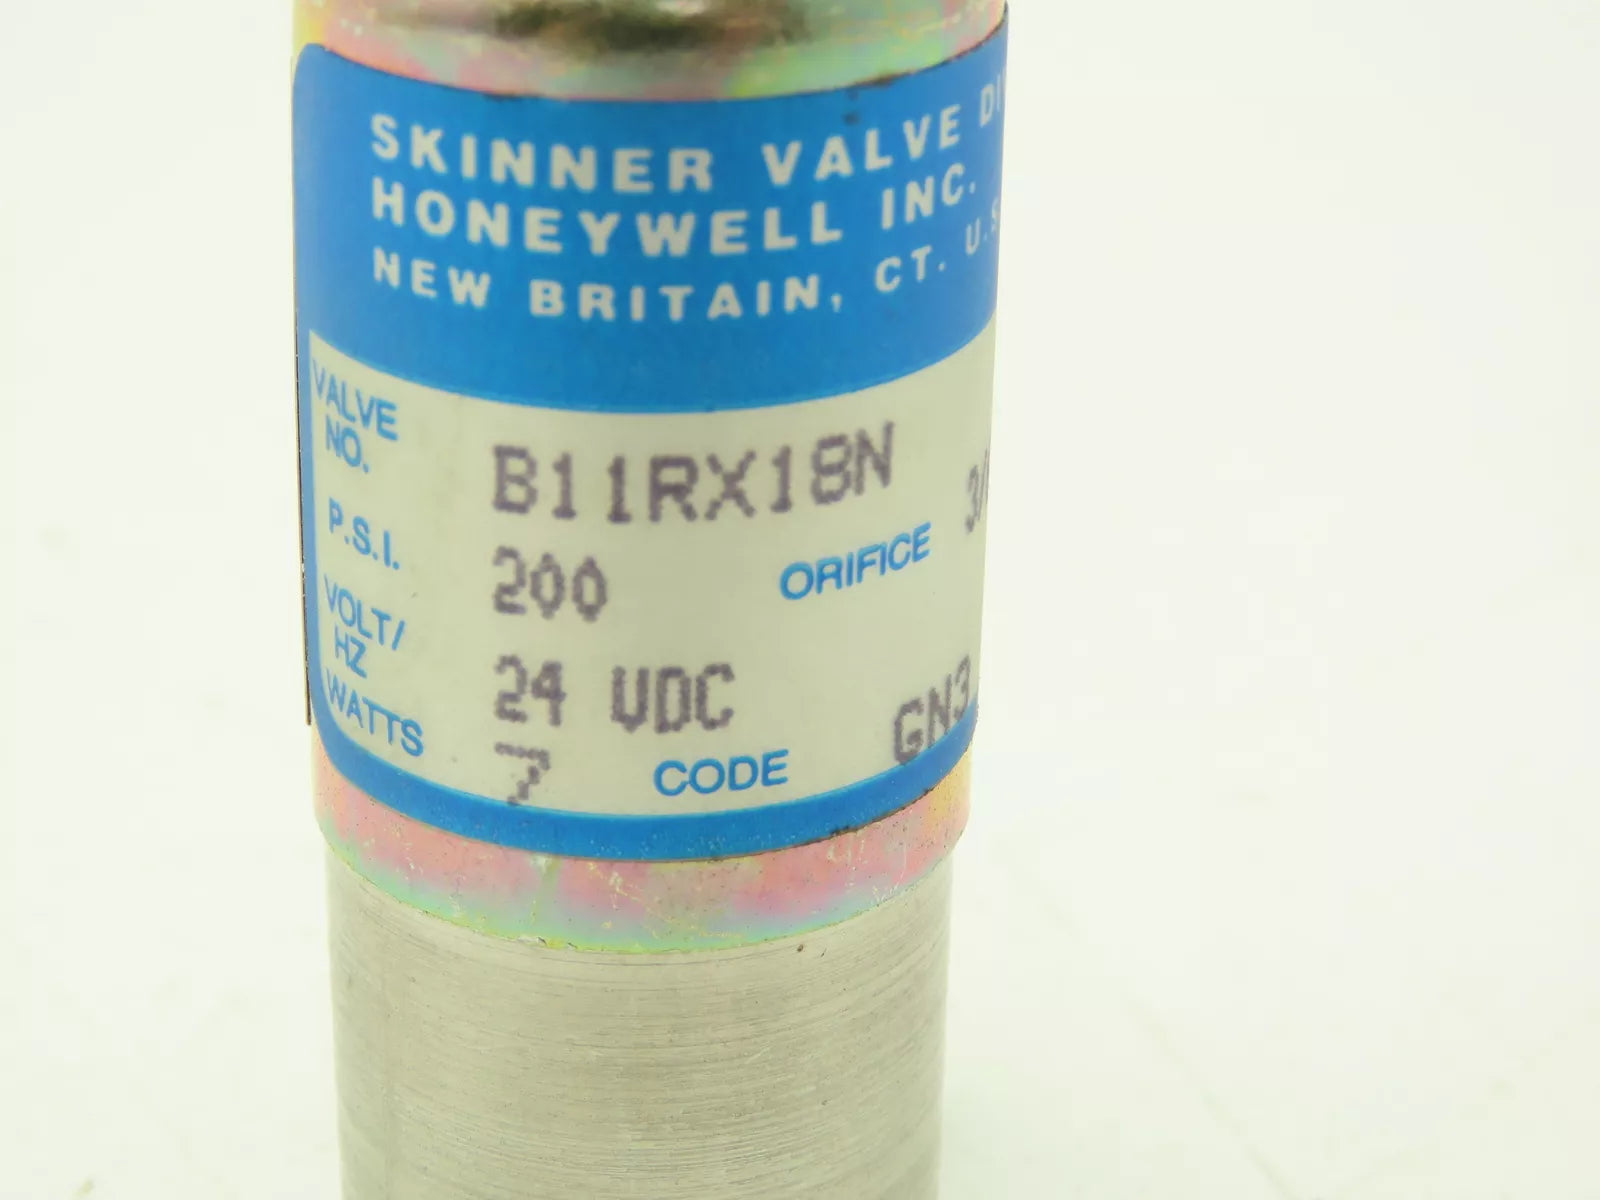 SKINNER VALVE
HONEYWELL INC.
NEW BRITAIN, CT.
VALVE NO. B11RX18N
P.S.I. 200 ORIFICE
VOLT/HZ 24 VDC
WATTS 7 CODE GN3